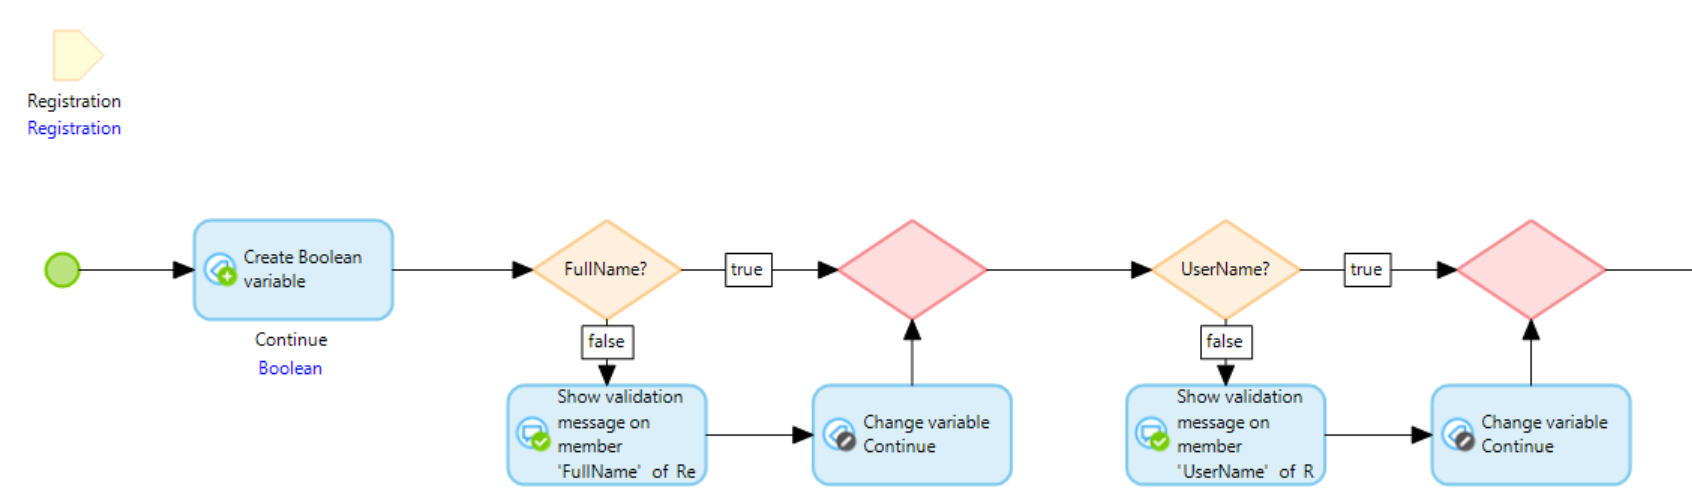 Registration
Registration
Create Boolean
variable
Continue
Boolean
FullName?
true
false
Show validation
message on
member
'FullName' of Re
Change variable
Continue
UserName?
true
false
Show validation
message on
member
'UserName' of R
Change variable
Continue